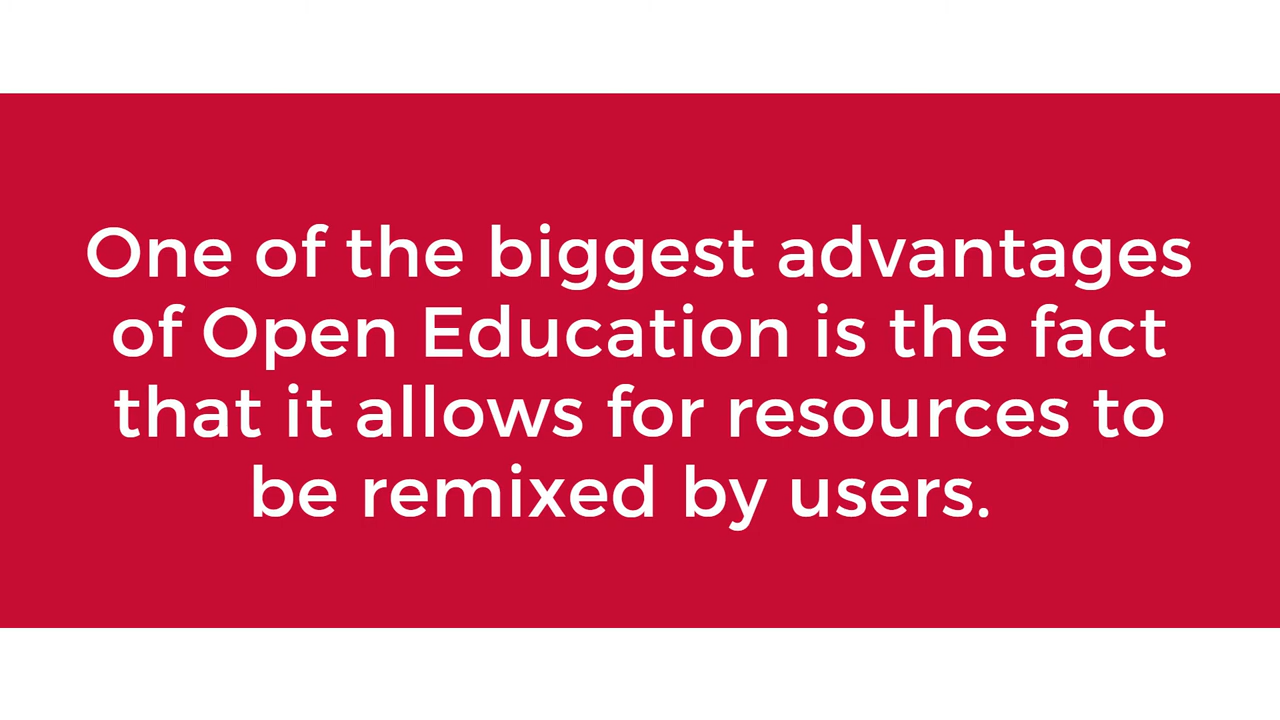 One of the biggest advantages
of Open Education is the fact
that it allows for resources to
be remixed by users.